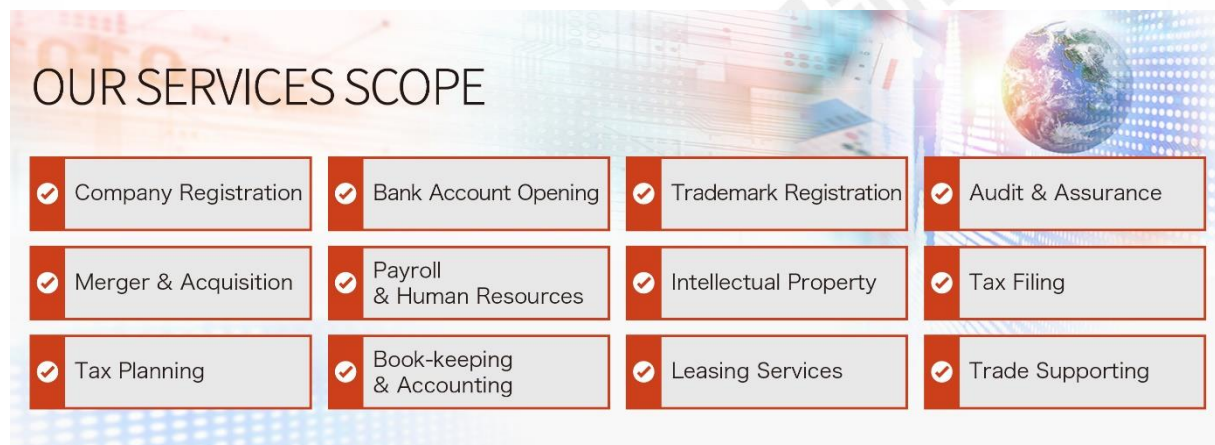 OUR SERVICES SCOPE
Company Registration
Bank Account Opening
Trademark Registration
Audit & Assurance
Merger & Acquisition
Payroll
& Human Resources
Intellectual Property
Tax Filing
Tax Planning
Book-keeping
& Accounting
Leasing Services
Trade Supporting